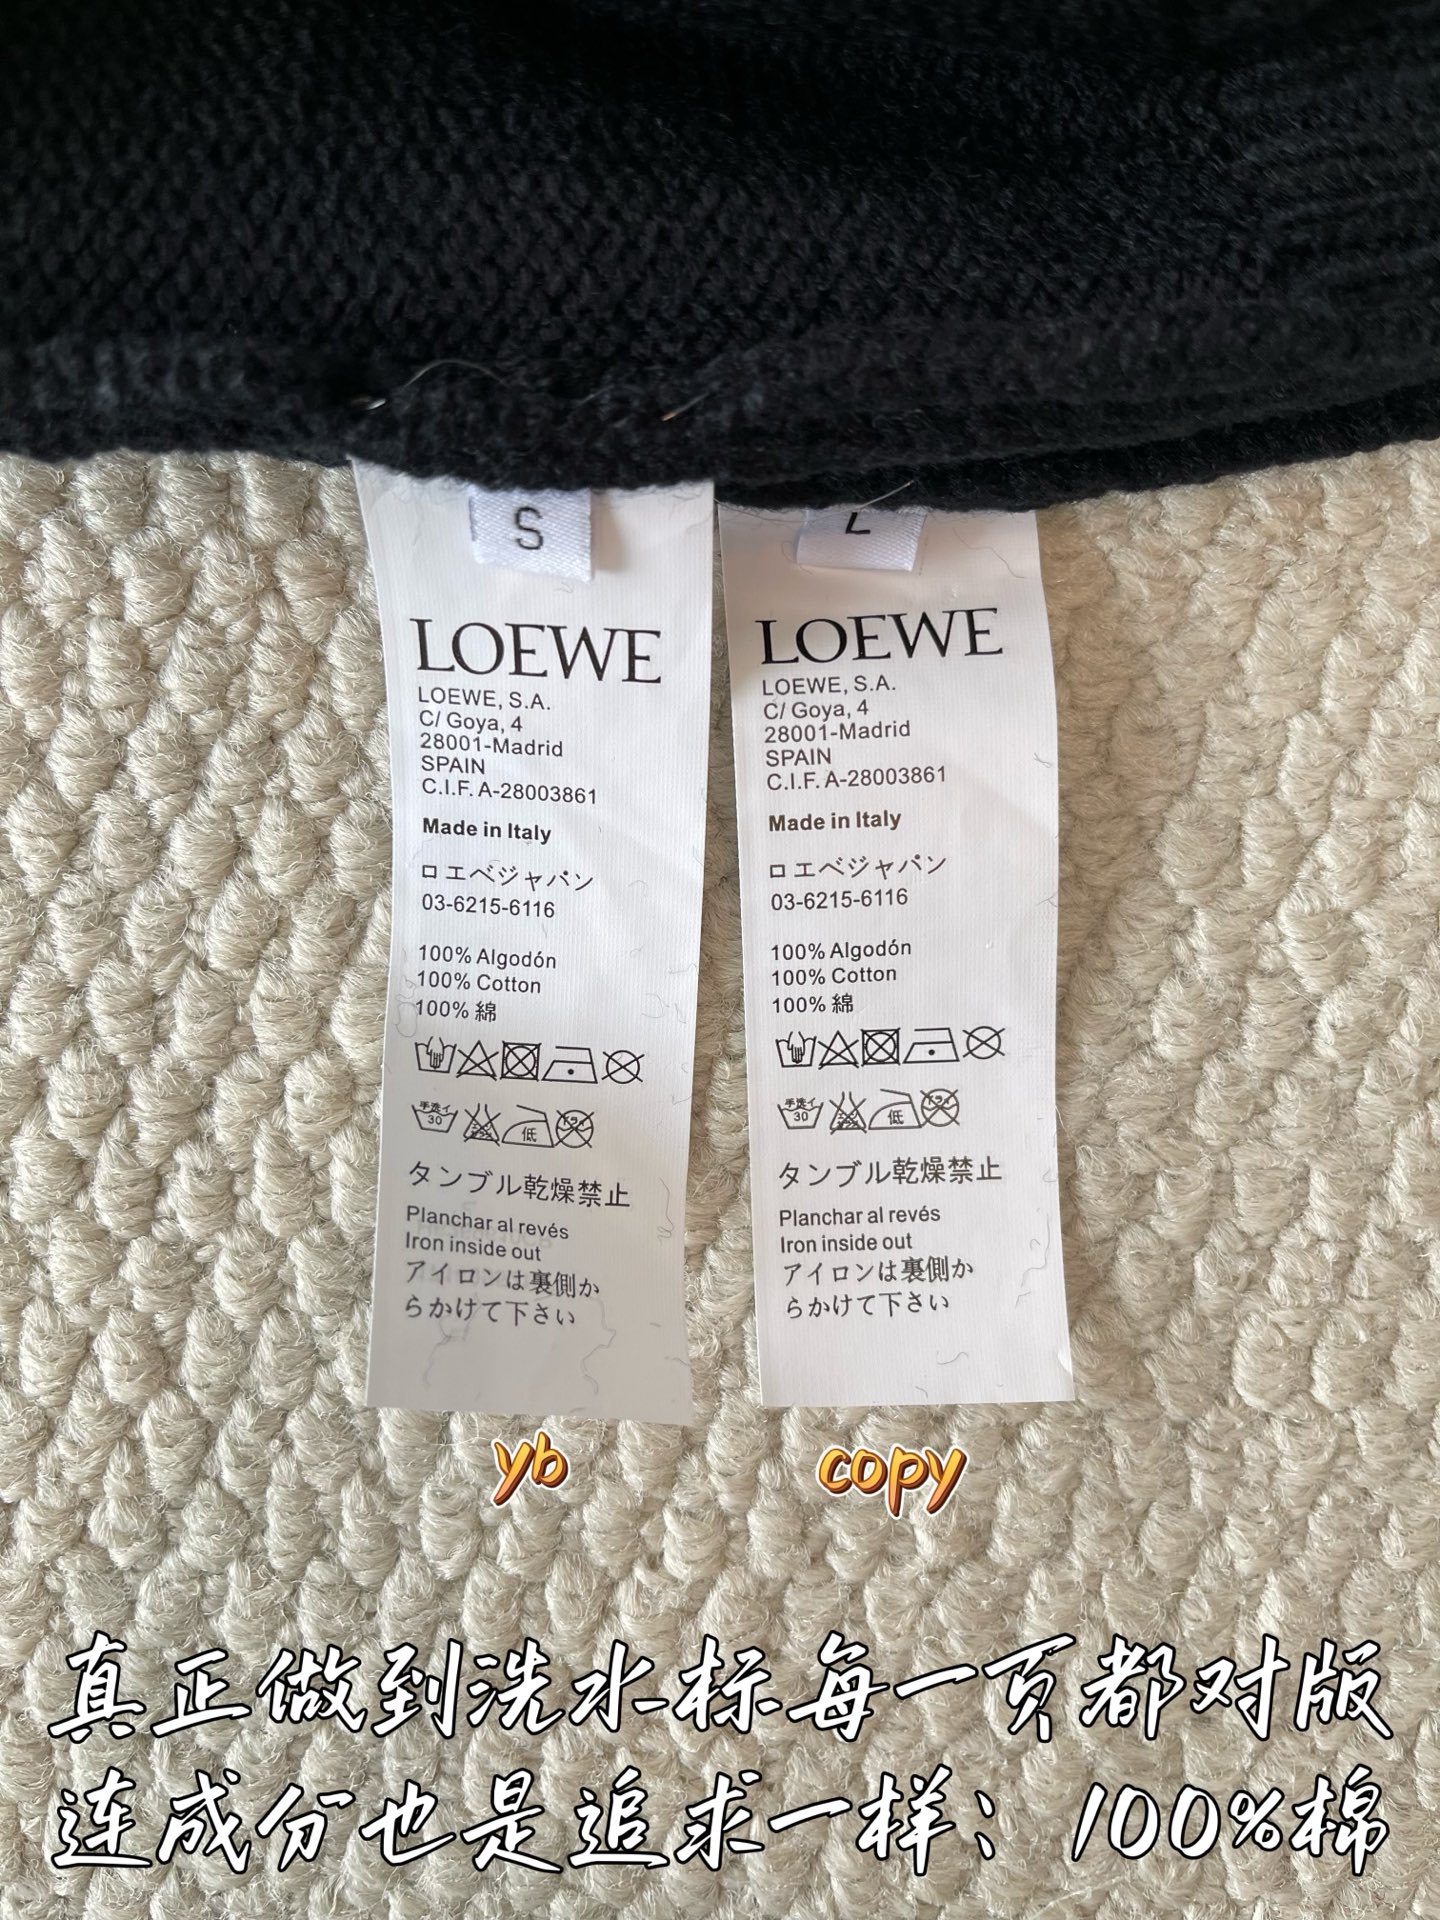 S
LOEWE
LOEWE, S.A.
C/ Goya, 4
28001-Madrid
SPAIN
C.I.F. A-28003861
Made in Italy
ロエベジャパン
03-6215-6116
100% Algodón
100% Cotton
100% 綿
手洗イ
30
低
ドライ
タンブル乾燥禁止
Planchar al revés
Iron inside out
アイロンは裏側か
らかけて下さい
L
LOEWE
LOEWE, S.A.
C/ Goya, 4
28001-Madrid
SPAIN
C.I.F. A-28003861
Made in Italy
ロエベジャパン
03-6215-6116
100% Algodón
100% Cotton
100% 綿
手洗イ
30
低
ドライ
タンブル乾燥禁止
Planchar al revés
Iron inside out
アイロンは裏側か
らかけて下さい
yb
copy
真正做到洗水标每一页都对版
连成分也是追求一样：100%棉